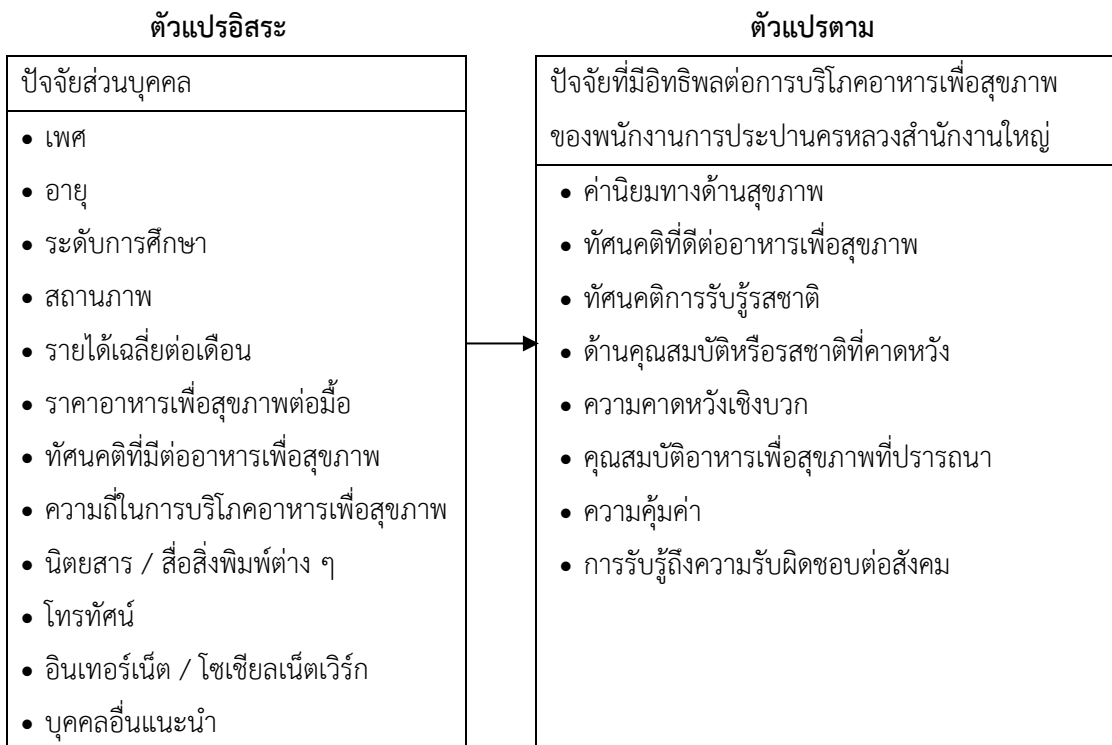 ตัวแปรอิสระ
ปัจจัยส่วนบุคคล
• เพศ
• อายุ
• ระดับการศึกษา
• สถานภาพ
• รายได้เฉลี่ยต่อเดือน
• ราคาอาหารเพื่อสุขภาพต่อมื้อ
• ทัศนคติที่มีต่ออาหารเพื่อสุขภาพ
• ความถี่ในการบริโภคอาหารเพื่อสุขภาพ
• นิตยสาร / สื่อสิ่งพิมพ์ต่าง ๆ
• โทรทัศน์
• อินเทอร์เน็ต / โซเชียลเน็ตเวิร์ก
• บุคคลอื่นแนะนำ
ตัวแปรตาม
ปัจจัยที่มีอิทธิพลต่อการบริโภคอาหารเพื่อสุขภาพ
ของพนักงานการประปานครหลวงสำนักงานใหญ่
• ค่านิยมทางด้านสุขภาพ
• ทัศนคติที่ดีต่ออาหารเพื่อสุขภาพ
• ทัศนคติการรับรู้รสชาติ
• ด้านคุณสมบัติหรือรสชาติที่คาดหวัง
• ความคาดหวังเชิงบวก
• คุณสมบัติอาหารเพื่อสุขภาพที่ปรารถนา
• ความคุ้มค่า
• การรับรู้ถึงความรับผิดชอบต่อสังคม